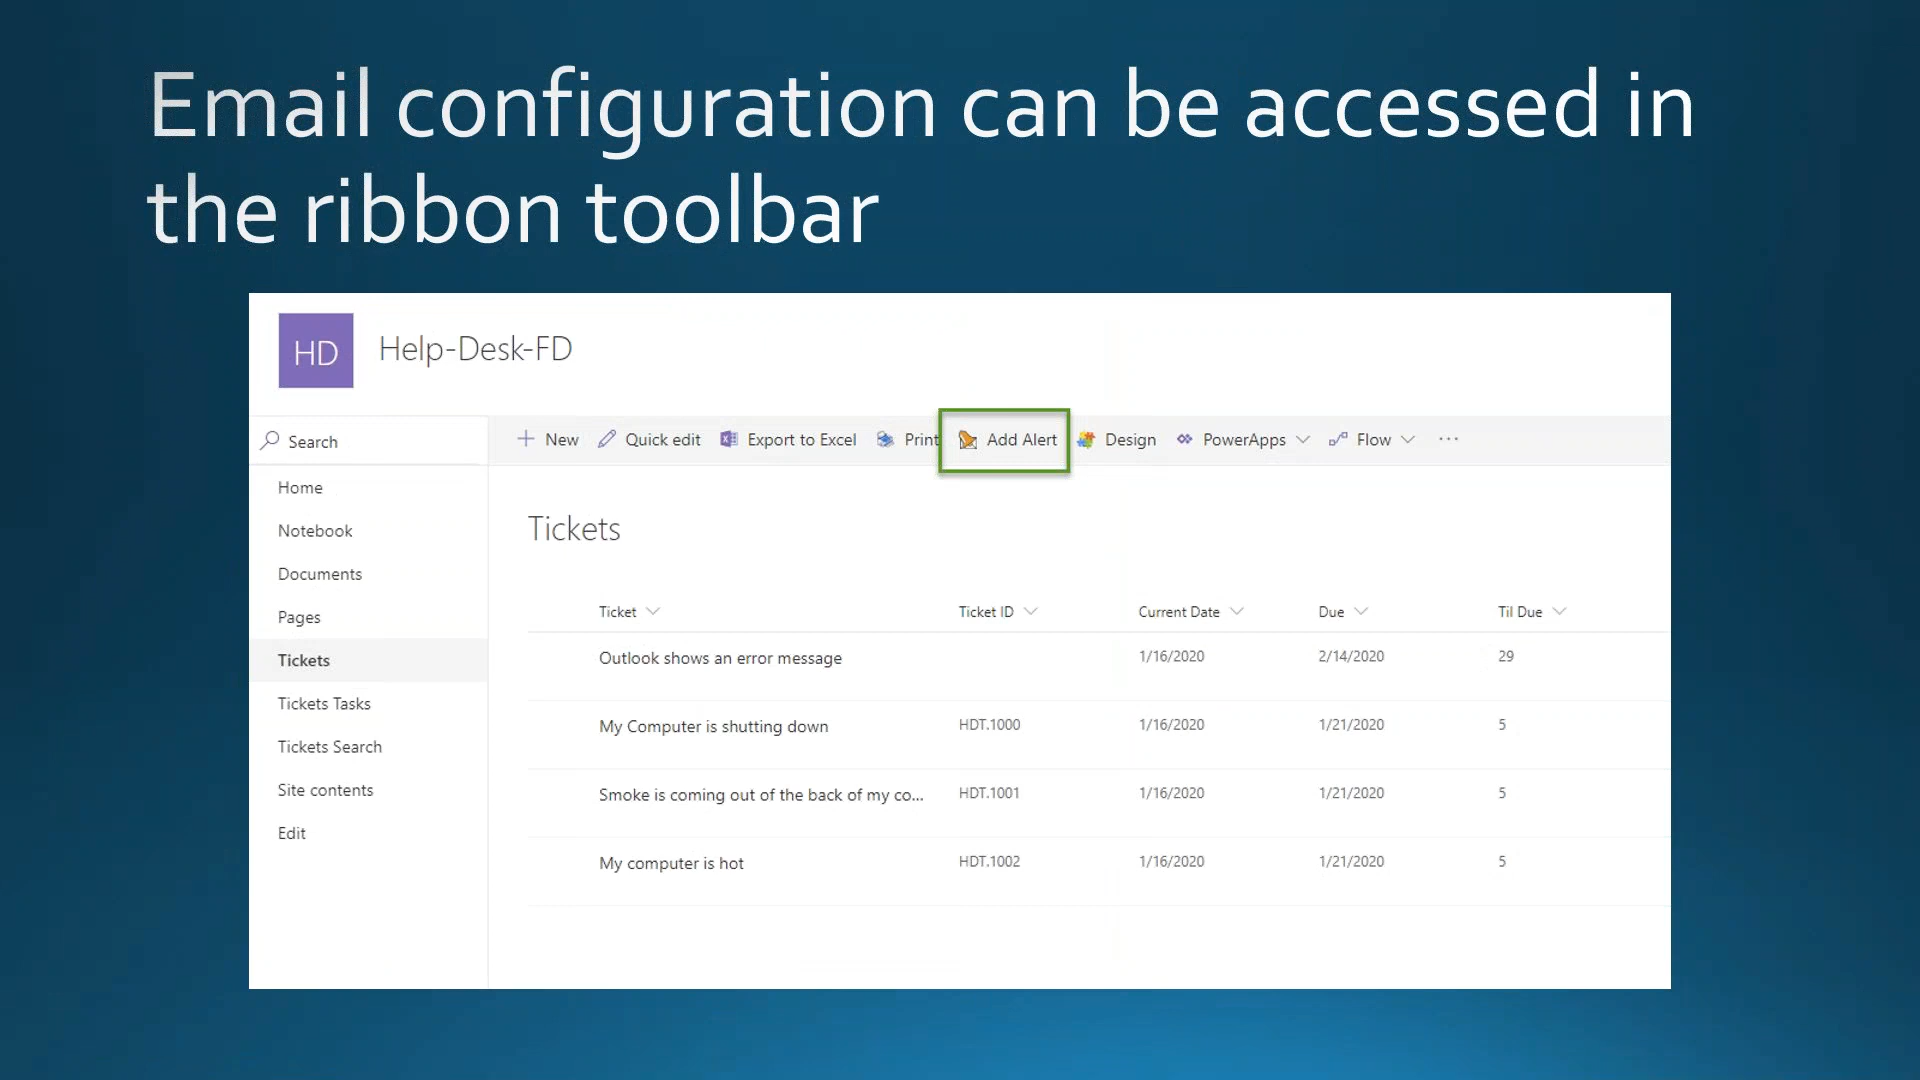 Email configuration can be accessed in
the ribbon toolbar
HD Help-Desk-FD
Search
New Quick edit Export to Excel Print Add Alert Design PowerApps Flow ...
Home
Notebook
Documents
Pages
Tickets
Tickets Tasks
Tickets Search
Site contents
Edit
Tickets
Ticket Ticket ID Current Date Due Til Due
Outlook shows an error message 1/16/2020 2/14/2020 29
My Computer is shutting down HDT.1000 1/16/2020 1/21/2020 5
Smoke is coming out of the back of my co... HDT.1001 1/16/2020 1/21/2020 5
My computer is hot HDT.1002 1/16/2020 1/21/2020 5